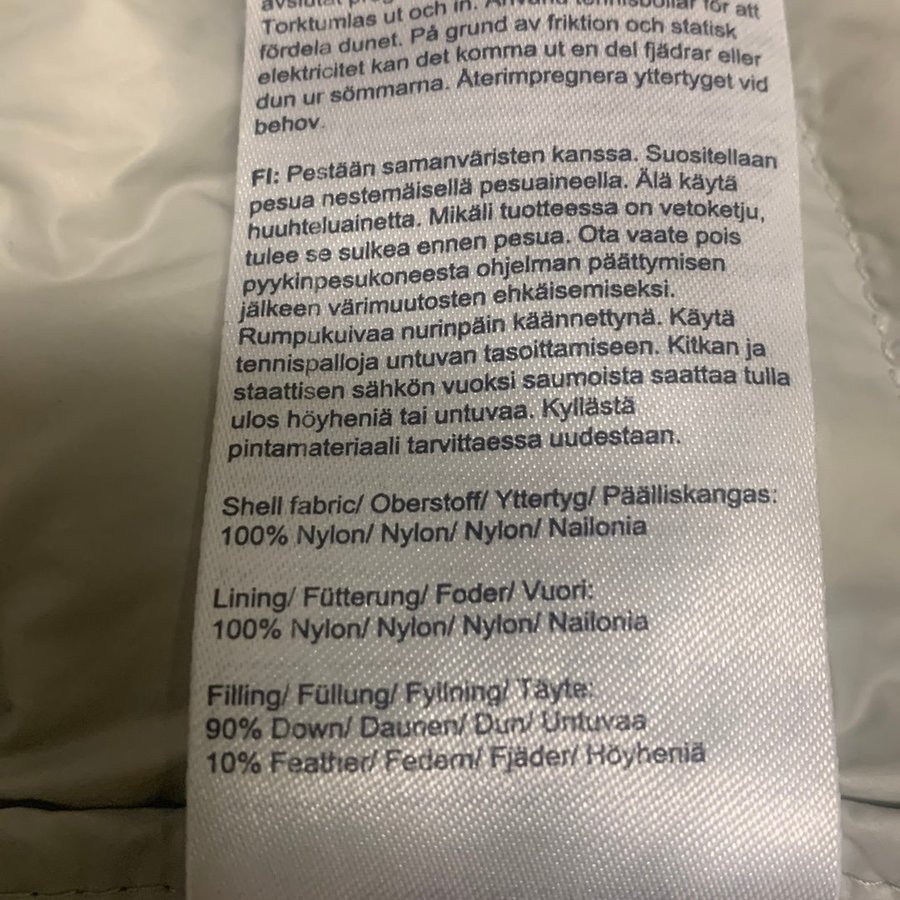 Torktumlas ut och in. Använd tennisbollar för att
fördela dunet. På grund av friktion och statisk
elektricitet kan det komma ut en del fjädrar eller
dun ur sömmarna. Återimpregnera yttertyget vid
behov.
FI: Pestään samanväristen kanssa. Suositellaan
pesua nestemäisellä pesuaineella. Älä käytä
huuhteluainetta. Mikäli tuotteessa on vetoketju,
tulee se sulkea ennen pesua. Ota vaate pois
pyykinpesukoneesta ohjelman päättymisen
jälkeen värimuutosten ehkäisemiseksi.
Rumpukuivaa nurinpäin käännettynä. Käytä
tennispalloja untuvan tasoittamiseen. Kitkan ja
staattisen sähkön vuoksi saumoista saattaa tulla
ulos höyheniä tai untuvaa. Kyllästä
pintamateriaali tarvittaessa uudestaan.
Shell fabric/ Oberstoff/ Yttertyg/ Päälliskangas:
100% Nylon/ Nylon/ Nylon/ Nailonia
Lining/ Fütterung/ Foder/ Vuori:
100% Nylon/ Nylon/ Nylon/ Nailonia
Filling/ Füllung/ Fyllning/ Täyte:
90% Down/ Daunen/ Dun/ Untuvaa
10% Feather/ Federn/ Fjäder/ Höyheniä